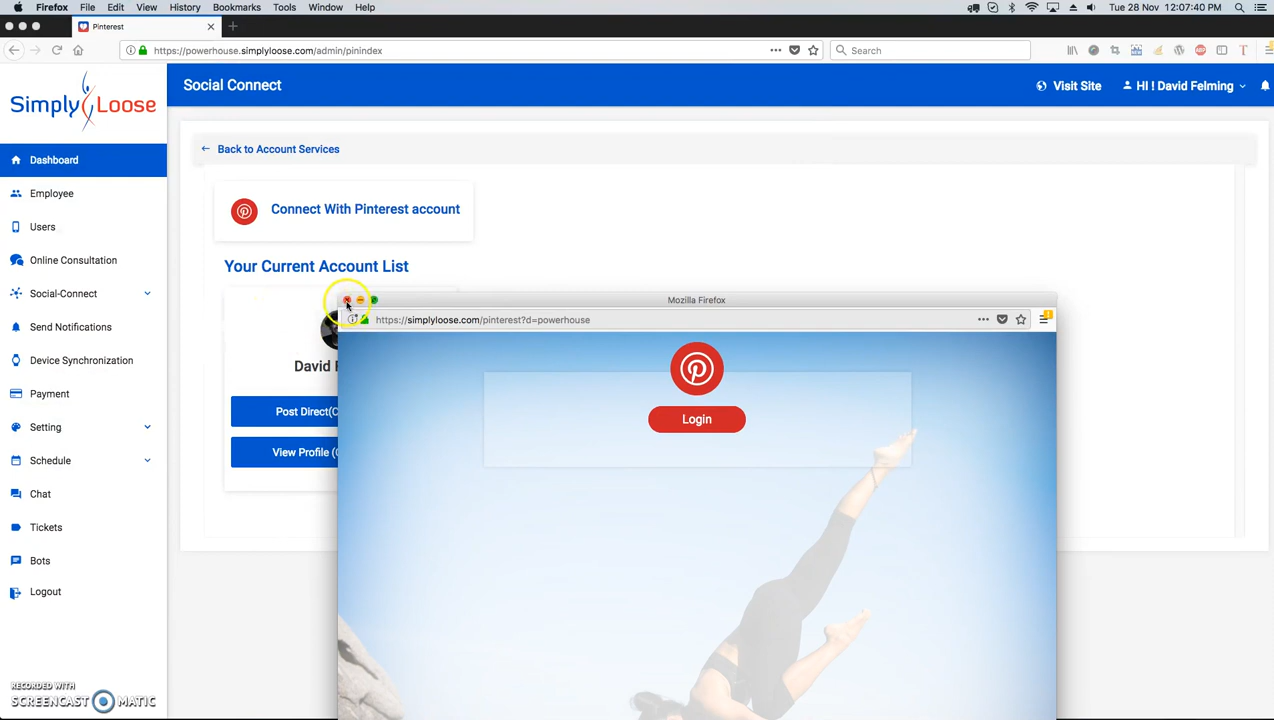 Firefox File Edit View History Bookmarks Tools Window Help Tue 28 Nov 12:07:40
Pinterest
https://powerhouse.simplyloose.com/admin/pinindex
Search
Simply Loose
Social Connect
Visit Site
HI ! David Felming
Dashboard
Employee
Users
Online Consultation
Social-Connect
Send Notifications
Device Synchronization
Payment
Setting
Schedule
Chat
Tickets
Bots
Logout
Back to Account Services
Connect With Pinterest account
Your Current Account List
David
Post Direct(
View Profile (
Mozilla Firefox
https://simplyloose.com/pinterest?d=powerhouse
Login
RECORDED WITH
SCREENCAST MATIC